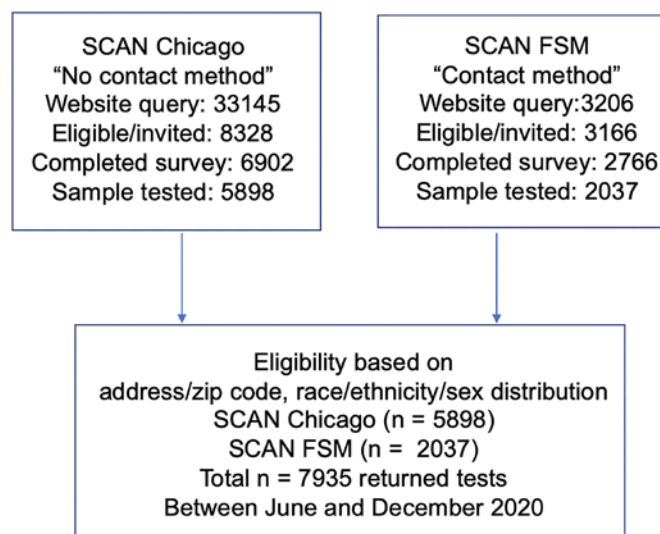 SCAN Chicago
“No contact method”
Website query: 33145
Eligible/invited: 8328
Completed survey: 6902
Sample tested: 5898
SCAN FSM
“Contact method”
Website query:3206
Eligible/invited: 3166
Completed survey: 2766
Sample tested: 2037
Eligibility based on
address/zip code, race/ethnicity/sex distribution
SCAN Chicago (n = 5898)
SCAN FSM (n = 2037)
Total n = 7935 returned tests
Between June and December 2020